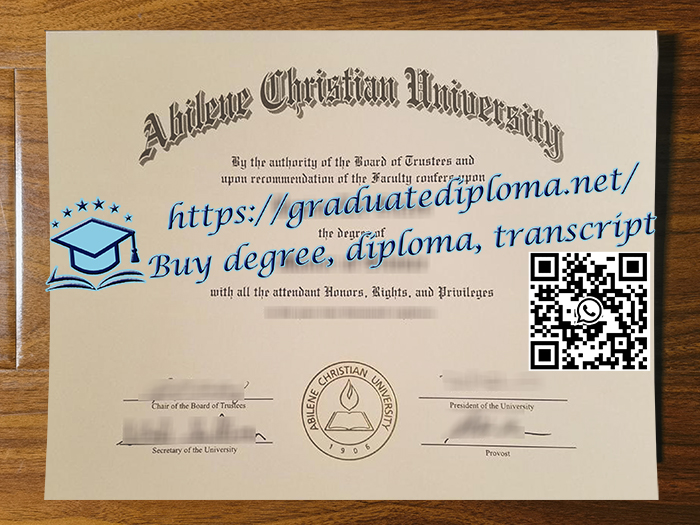 Abilene Christian University
By the authority of the Board of Trustees and
upon recommendation of the Faculty confers upon
https://graduatediploma.net/
the degree of
Buy degree, diploma, transcript
with all the attendant Honors, Rights, and Privileges
Chair of the Board of Trustees
President of the University
ABILENE CHRISTIAN UNIVERSITY
1906
Secretary of the University
Provost